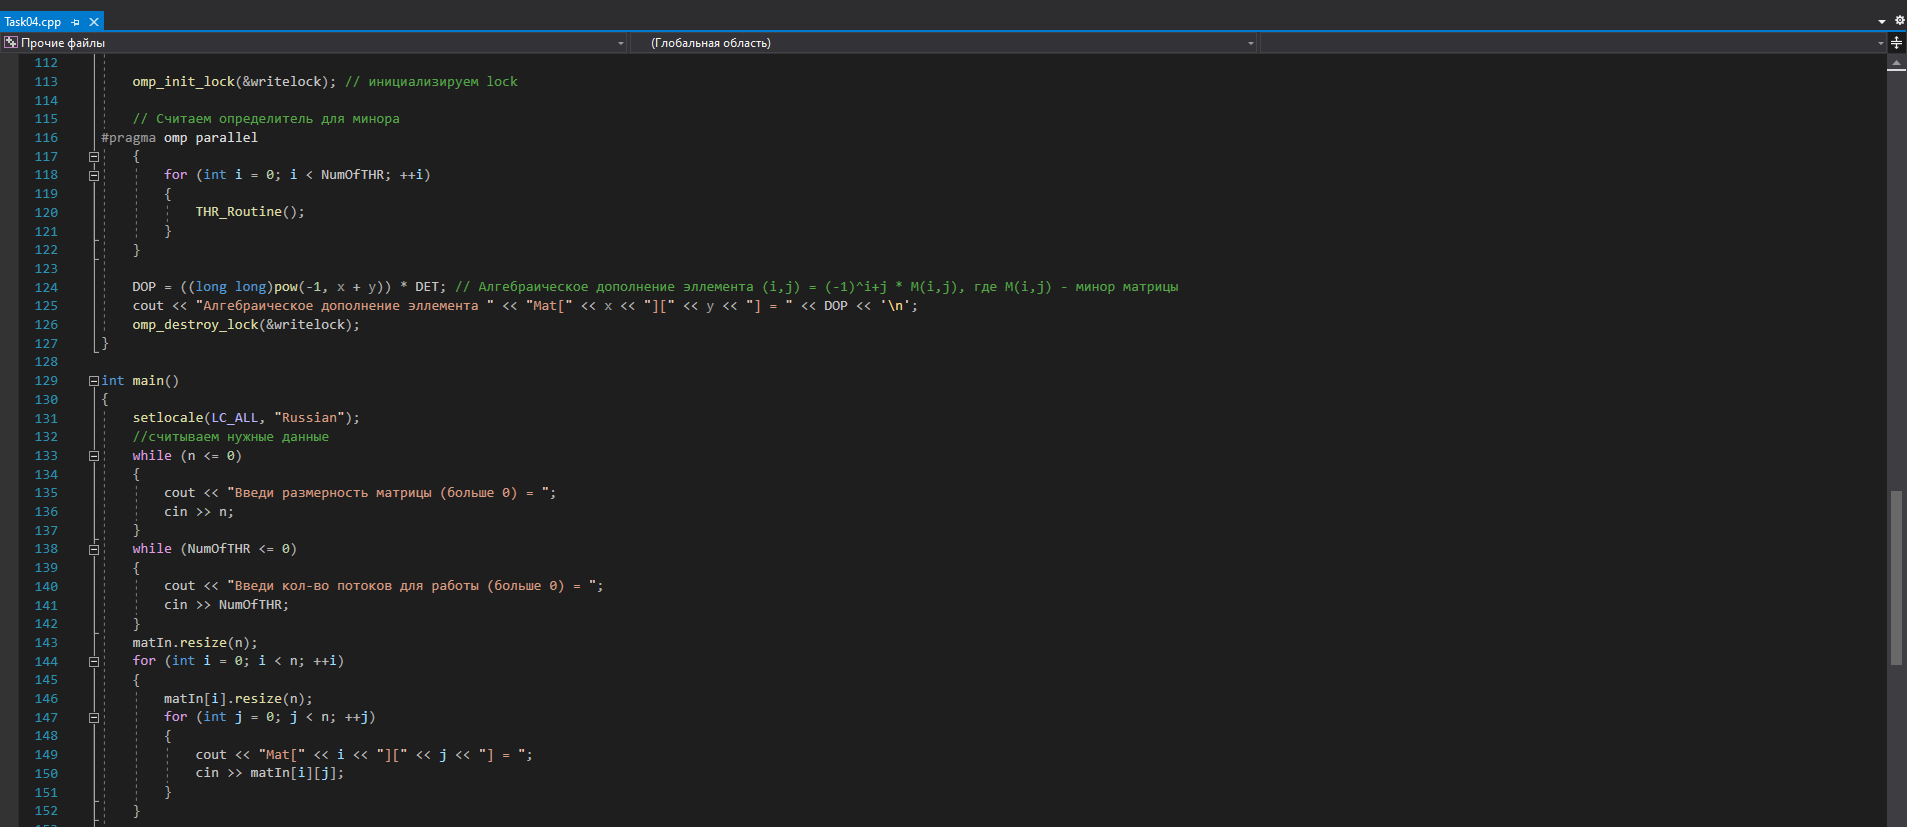 Task04.cpp
Прочие файлы (Глобальная область)
112
113 omp_init_lock(&writelock); // инициализируем lock
114
115 // Считаем определитель для минора
116 #pragma omp parallel
117 {
118 for (int i = 0; i < NumOfTHR; ++i)
119 {
120 THR_Routine();
121 }
122 }
123
124 DOP = ((long long)pow(-1, x + y)) * DET; // Алгебраическое дополнение эллемента (i,j) = (-1)^i+j * M(i,j), где M(i,j) - минор матрицы
125 cout << "Алгебраическое дополнение эллемента " << "Mat[" << x << "][" << y << "] = " << DOP << '\n';
126 omp_destroy_lock(&writelock);
127 }
128
129 int main()
130 {
131 setlocale(LC_ALL, "Russian");
132 //считываем нужные данные
133 while (n <= 0)
134 {
135 cout << "Введи размерность матрицы (больше 0) = ";
136 cin >> n;
137 }
138 while (NumOfTHR <= 0)
139 {
140 cout << "Введи кол-во потоков для работы (больше 0) = ";
141 cin >> NumOfTHR;
142 }
143 matIn.resize(n);
144 for (int i = 0; i < n; ++i)
145 {
146 matIn[i].resize(n);
147 for (int j = 0; j < n; ++j)
148 {
149 cout << "Mat[" << i << "][" << j << "] = ";
150 cin >> matIn[i][j];
151 }
152 }